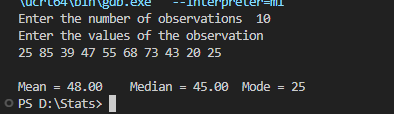 \ucrt64\bin\gdb.exe" "--interpreter=mi
Enter the number of observations  10
Enter the values of the observation
25 85 39 47 55 68 73 43 20 25
Mean = 48.00    Median = 45.00  Mode = 25
PS D:\Stats>